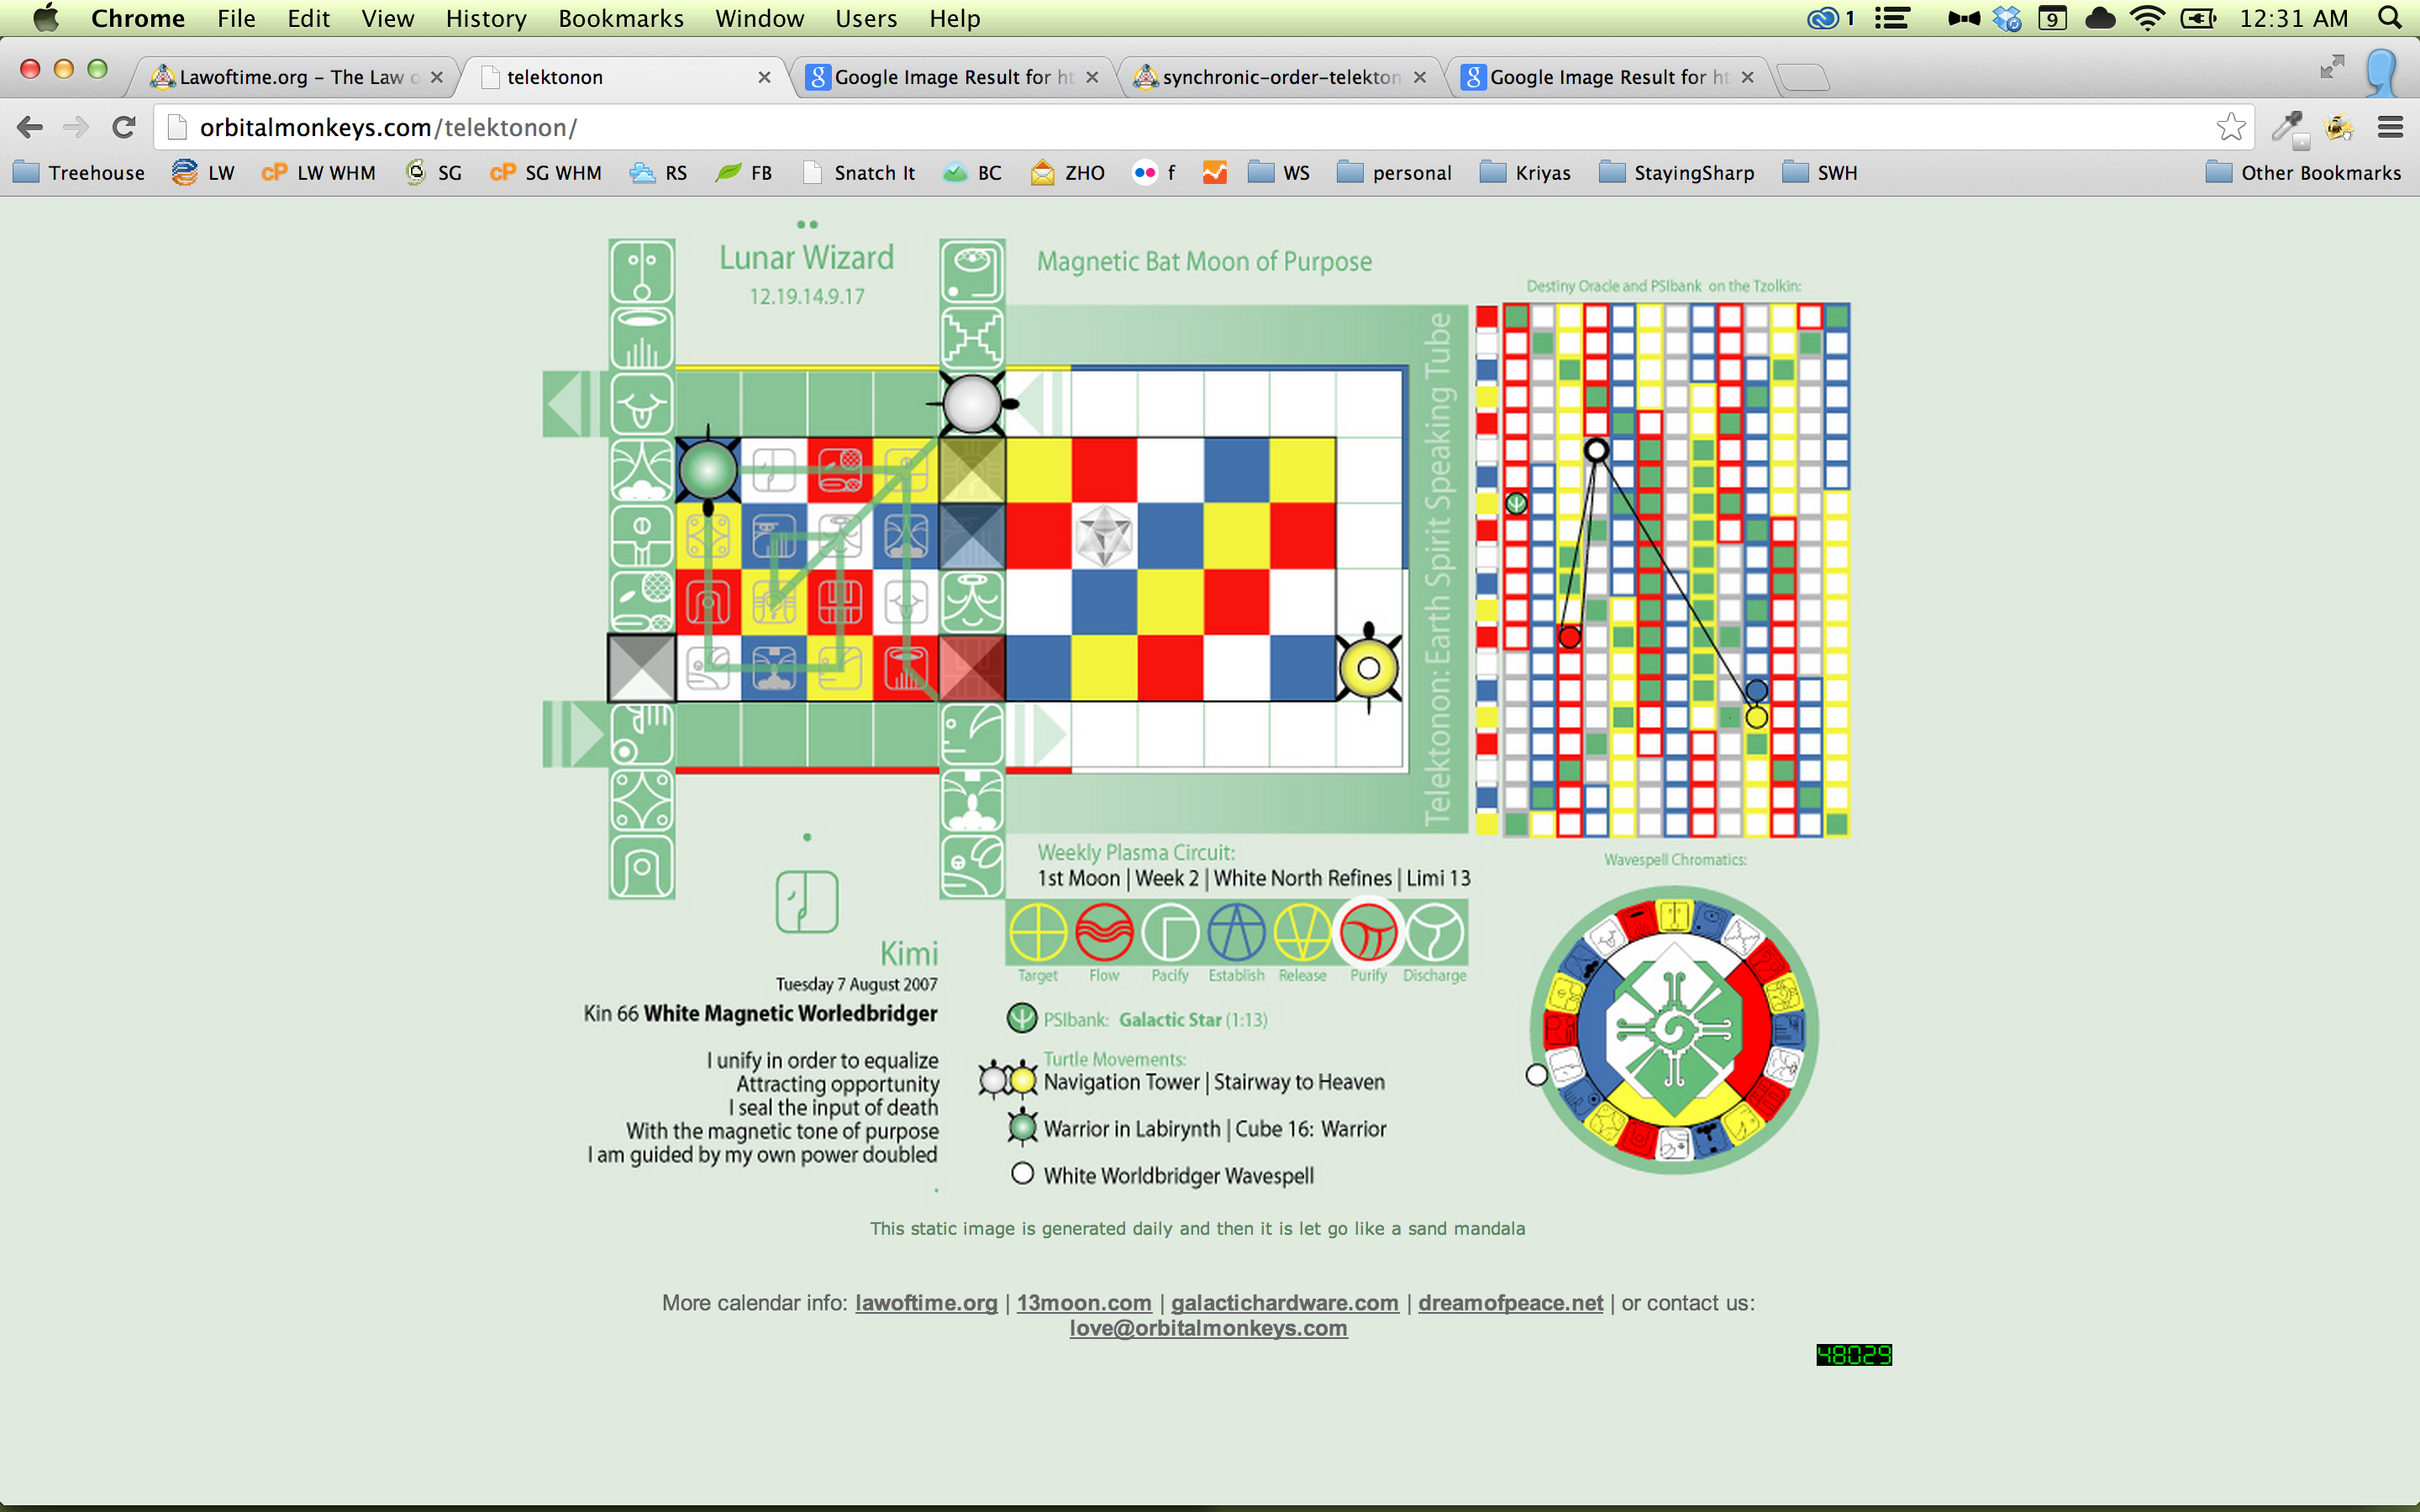 Chrome File Edit View History Bookmarks Window Users Help
1 9 12:31 AM
Lawoftime.org – The Law o
telektonon
Google Image Result for ht
synchronic-order-telekton
Google Image Result for ht
orbitalmonkeys.com/telektonon/
Treehouse LW LW WHM SG SG WHM RS FB Snatch It BC ZHO f WS personal Kriyas StayingSharp SWH Other Bookmarks
Lunar Wizard
12.19.14.9.17
Magnetic Bat Moon of Purpose
Destiny Oracle and PSIbank on the Tzolkin:
Telektonon: Earth Spirit Speaking Tube
Kimi
Tuesday 7 August 2007
Kin 66 White Magnetic Worledbridger
I unify in order to equalize
Attracting opportunity
I seal the input of death
With the magnetic tone of purpose
I am guided by my own power doubled
Weekly Plasma Circuit:
1st Moon | Week 2 | White North Refines | Limi 13
Target Flow Pacify Establish Release Purify Discharge
PSIbank: Galactic Star (1:13)
Turtle Movements:
Navigation Tower | Stairway to Heaven
Warrior in Labirynth | Cube 16: Warrior
White Worldbridger Wavespell
Wavespell Chromatics:
This static image is generated daily and then it is let go like a sand mandala
More calendar info: lawoftime.org | 13moon.com | galactichardware.com | dreamofpeace.net | or contact us:
love@orbitalmonkeys.com
48029